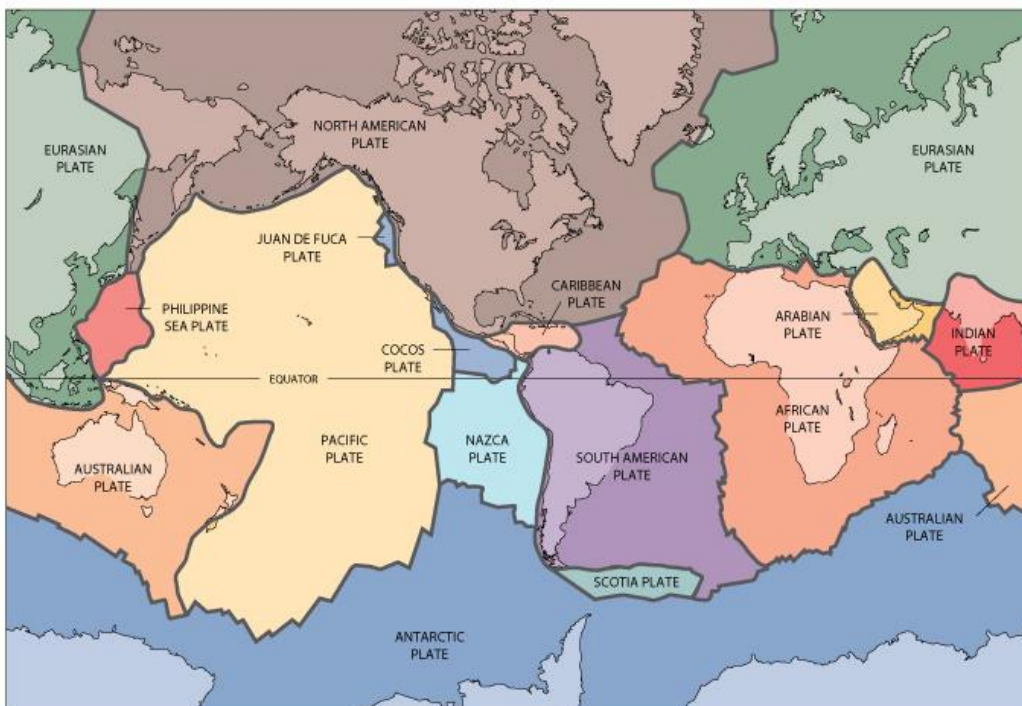 NORTH AMERICAN
PLATE
EURASIAN
PLATE
EURASIAN
PLATE
JUAN DE FUCA
PLATE
CARIBBEAN
PLATE
PHILIPPINE
SEA PLATE
ARABIAN
PLATE
INDIAN
PLATE
COCOS
PLATE
EQUATOR
AFRICAN
PLATE
PACIFIC
PLATE
NAZCA
PLATE
SOUTH AMERICAN
PLATE
AUSTRALIAN
PLATE
AUSTRALIAN
PLATE
SCOTIA PLATE
ANTARCTIC
PLATE